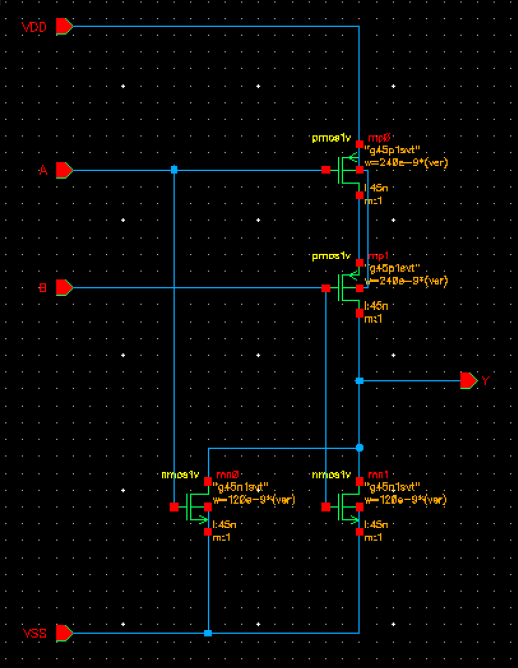 VDD
pmos1v mp0
"g45p1svt"
w=240e-9*(ver)
A
l:45n
m:1
pmos1v mp1
"g45p1svt"
w=240e-9*(ver)
B
l:45n
m:1
Y
nmos1v mn0 nmos1v mn1
"g45n1svt" "g45n1svt"
w=120e-9*(ver) w=120e-9*(ver)
l:45n l:45n
m:1 m:1
VSS